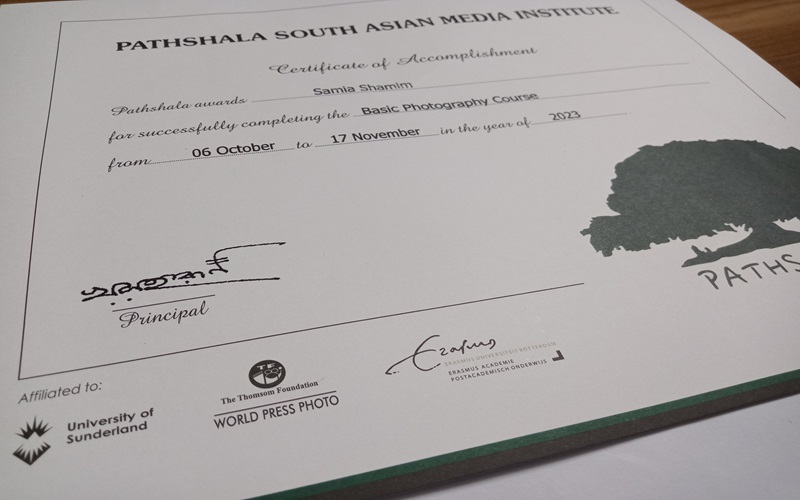 PATHSHALA SOUTH ASIAN MEDIA INSTITUTE
Certificate of Accomplishment
Pathshala awards Samia Shamim
for successfully completing the Basic Photography Course
from 06 October to 17 November in the year of 2023
PATHS
Principal
Affiliated to:
University of
Sunderland
The Thomsom Foundation
WORLD PRESS PHOTO
Erasmus
ERASMUS UNIVERSITEIT ROTTERDAM
ERASMUS ACADEMIE
POSTACADEMISCH ONDERWIJS